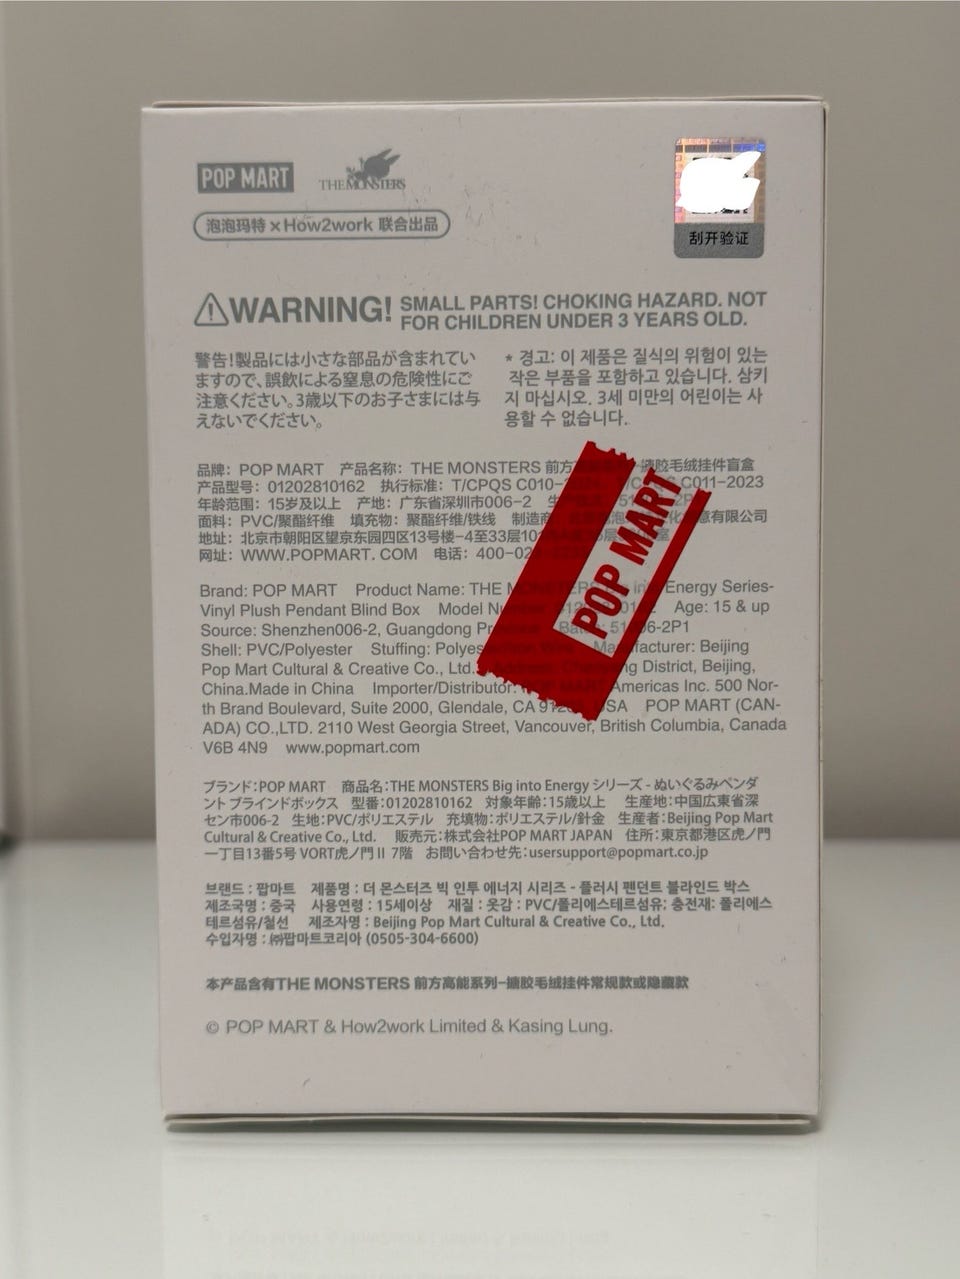 POP MART
THE MONSTERS
泡泡玛特×How2work 联合出品
刮开验证
WARNING! SMALL PARTS! CHOKING HAZARD. NOT
FOR CHILDREN UNDER 3 YEARS OLD.
警告!製品には小さな部品が含まれてい
ますので、誤飲による窒息の危険性にご
注意ください。3歳以下のお子さまには与
えないでください。
* 경고: 이 제품은 질식의 위험이 있는
작은 부품을 포함하고 있습니다. 삼키
지 마십시오. 3세 미만의 어린이는 사
용할 수 없습니다.
品牌: POP MART 产品名称: THE MONSTERS 前方 搪胶毛绒挂件盲盒
产品型号: 01202810162 执行标准: T/CPQS C010- C011-2023
年龄范围: 15岁及以上 产地: 广东省深圳市006-2
面料: PVC/聚酯纤维 填充物: 聚酯纤维/铁线 制造商: 意有限公司
地址: 北京市朝阳区望京东园四区13号楼-4至33层
网址: WWW.POPMART.COM 电话:
POP MART
Brand: POP MART Product Name: THE MONSTERS Big into Energy Series-
Vinyl Plush Pendant Blind Box Model Number: Age: 15 & up
Source: Shenzhen006-2, Guangdong Province Batch: 51 06-2P1
Shell: PVC/Polyester Stuffing: Polyester Manufacturer: Beijing
Pop Mart Cultural & Creative Co., Ltd. Address: Chaoyang District, Beijing,
China.Made in China Importer/Distributor: POP MART Americas Inc. 500 Nor-
th Brand Boulevard, Suite 2000, Glendale, CA USA POP MART (CAN-
ADA) CO.,LTD. 2110 West Georgia Street, Vancouver, British Columbia, Canada
V6B 4N9 www.popmart.com
ブランド:POP MART 商品名:THE MONSTERS Big into Energy シリーズ - ぬいぐるみペンダ
ント ブラインドボックス 型番:01202810162 対象年齢:15歳以上 生産地:中国広東省深
セン市006-2 生地:PVC/ポリエステル 充填物:ポリエステル/針金 生産者:Beijing Pop Mart
Cultural & Creative Co., Ltd. 販売元:株式会社POP MART JAPAN 住所:東京都港区虎ノ門
一丁目13番5号 VORT虎ノ門Ⅱ 7階 お問い合わせ先:usersupport@popmart.co.jp
브랜드 : 팝마트 제품명 : 더 몬스터즈 빅 인투 에너지 시리즈 - 플러시 펜던트 블라인드 박스
제조국명 : 중국 사용연령 : 15세이상 재질 : 옷감 : PVC/폴리에스테르섬유; 충전재: 폴리에스
테르섬유/철선 제조자명 : Beijing Pop Mart Cultural & Creative Co., Ltd.
수입자명 : ㈜팝마트코리아 (0505-304-6600)
本产品含有THE MONSTERS 前方高能系列-搪胶毛绒挂件常规款或隐藏款
© POP MART & How2work Limited & Kasing Lung.